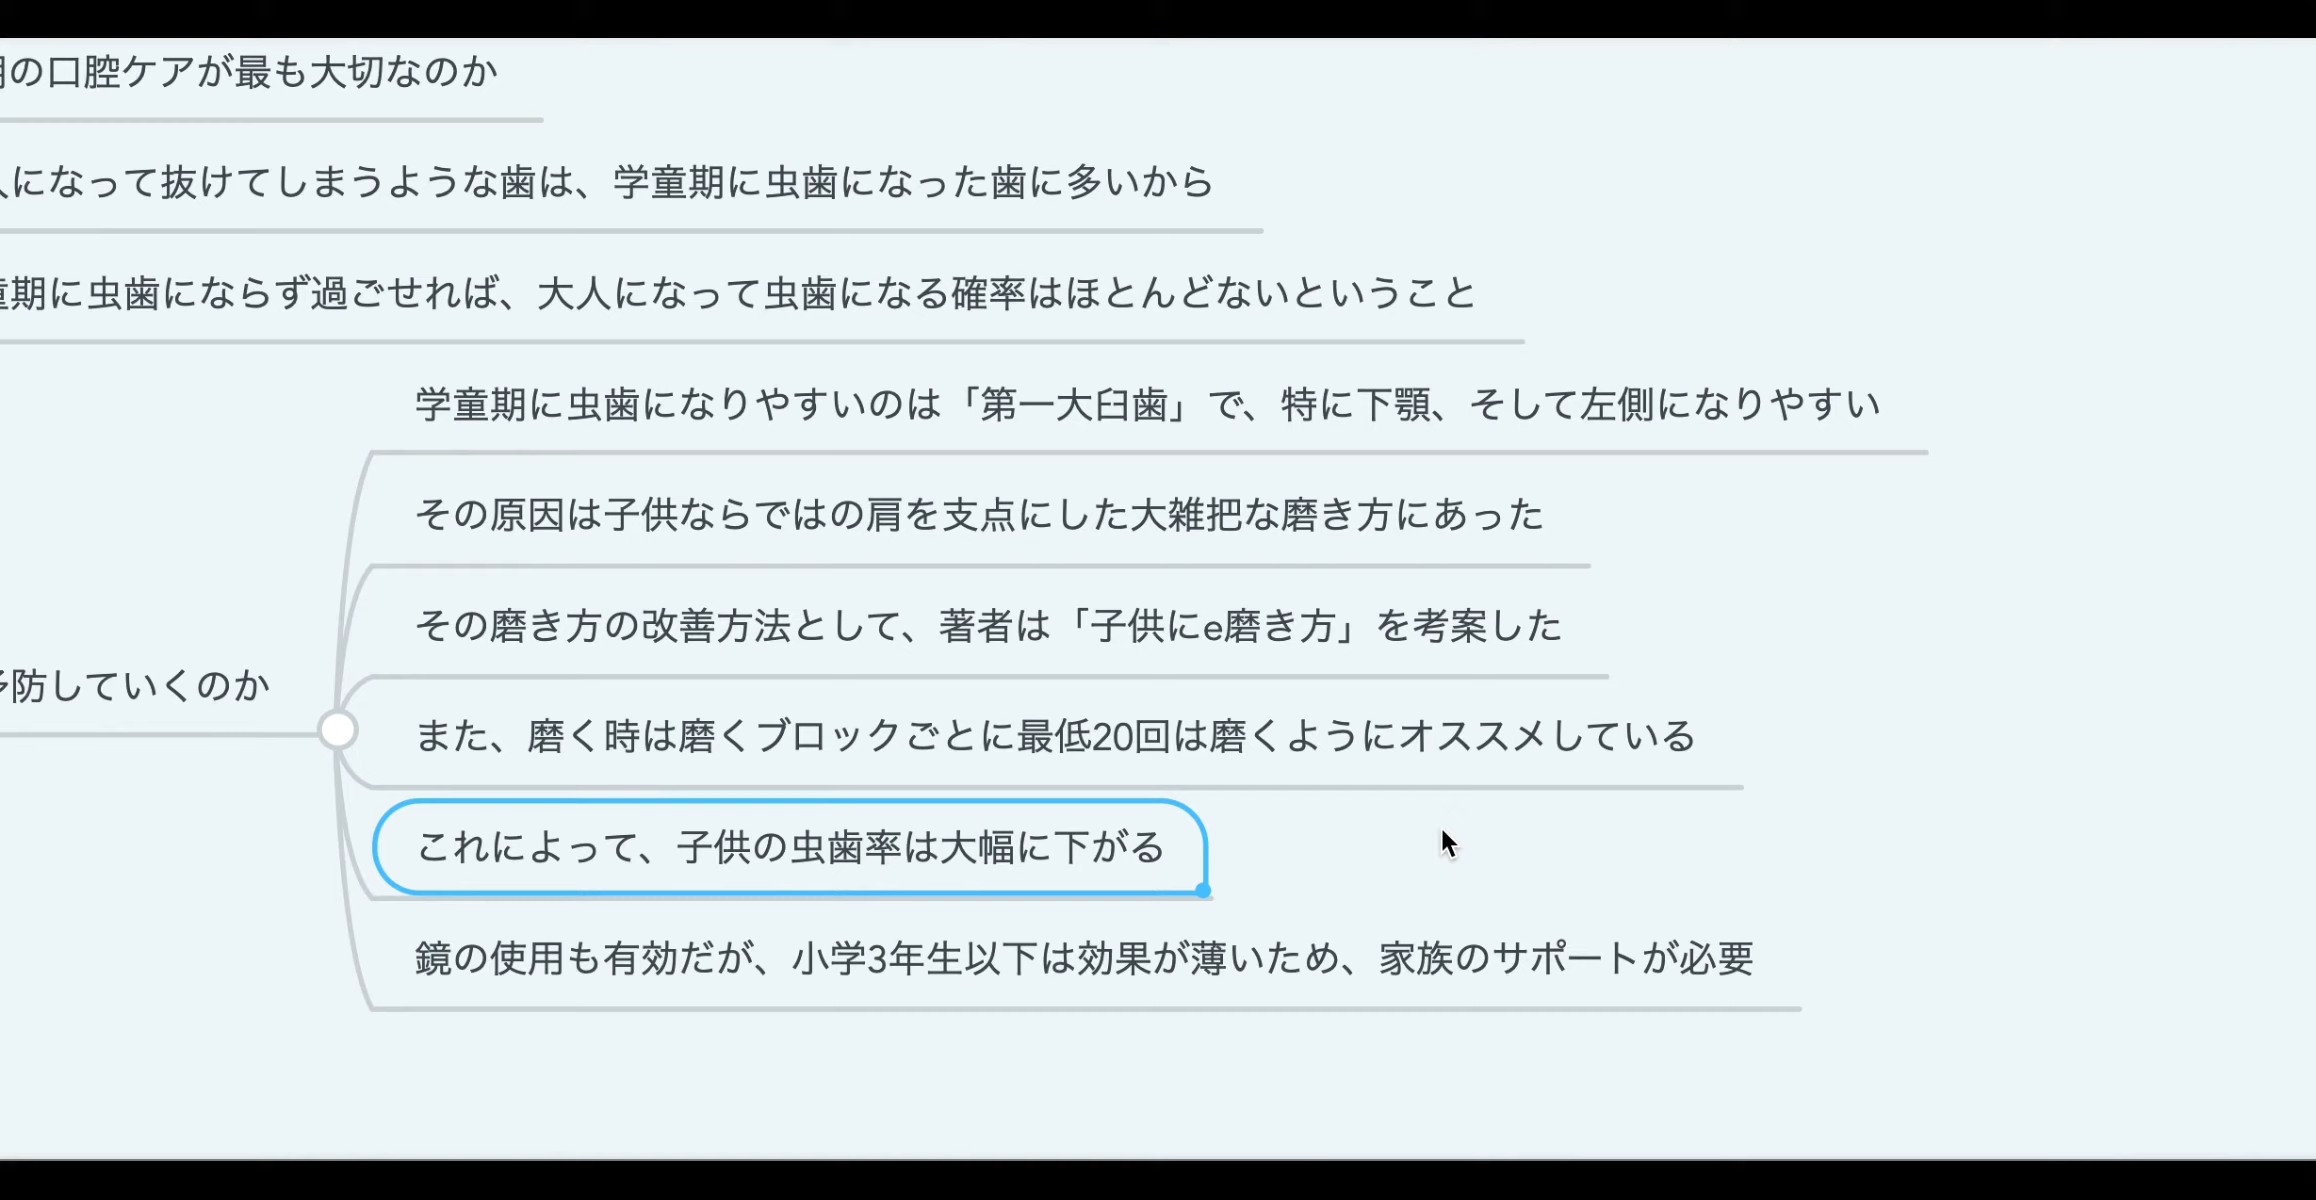 の口腔ケアが最も大切なのか
になって抜けてしまうような歯は、学童期に虫歯になった歯に多いから
期に虫歯にならず過ごせれば、大人になって虫歯になる確率はほとんどないということ
学童期に虫歯になりやすいのは「第一大臼歯」で、特に下顎、そして左側になりやすい
その原因は子供ならではの肩を支点にした大雑把な磨き方にあった
その磨き方の改善方法として、著者は「子供にe磨き方」を考案した
防していくのか
また、磨く時は磨くブロックごとに最低20回は磨くようにオススメしている
これによって、子供の虫歯率は大幅に下がる
鏡の使用も有効だが、小学3年生以下は効果が薄いため、家族のサポートが必要